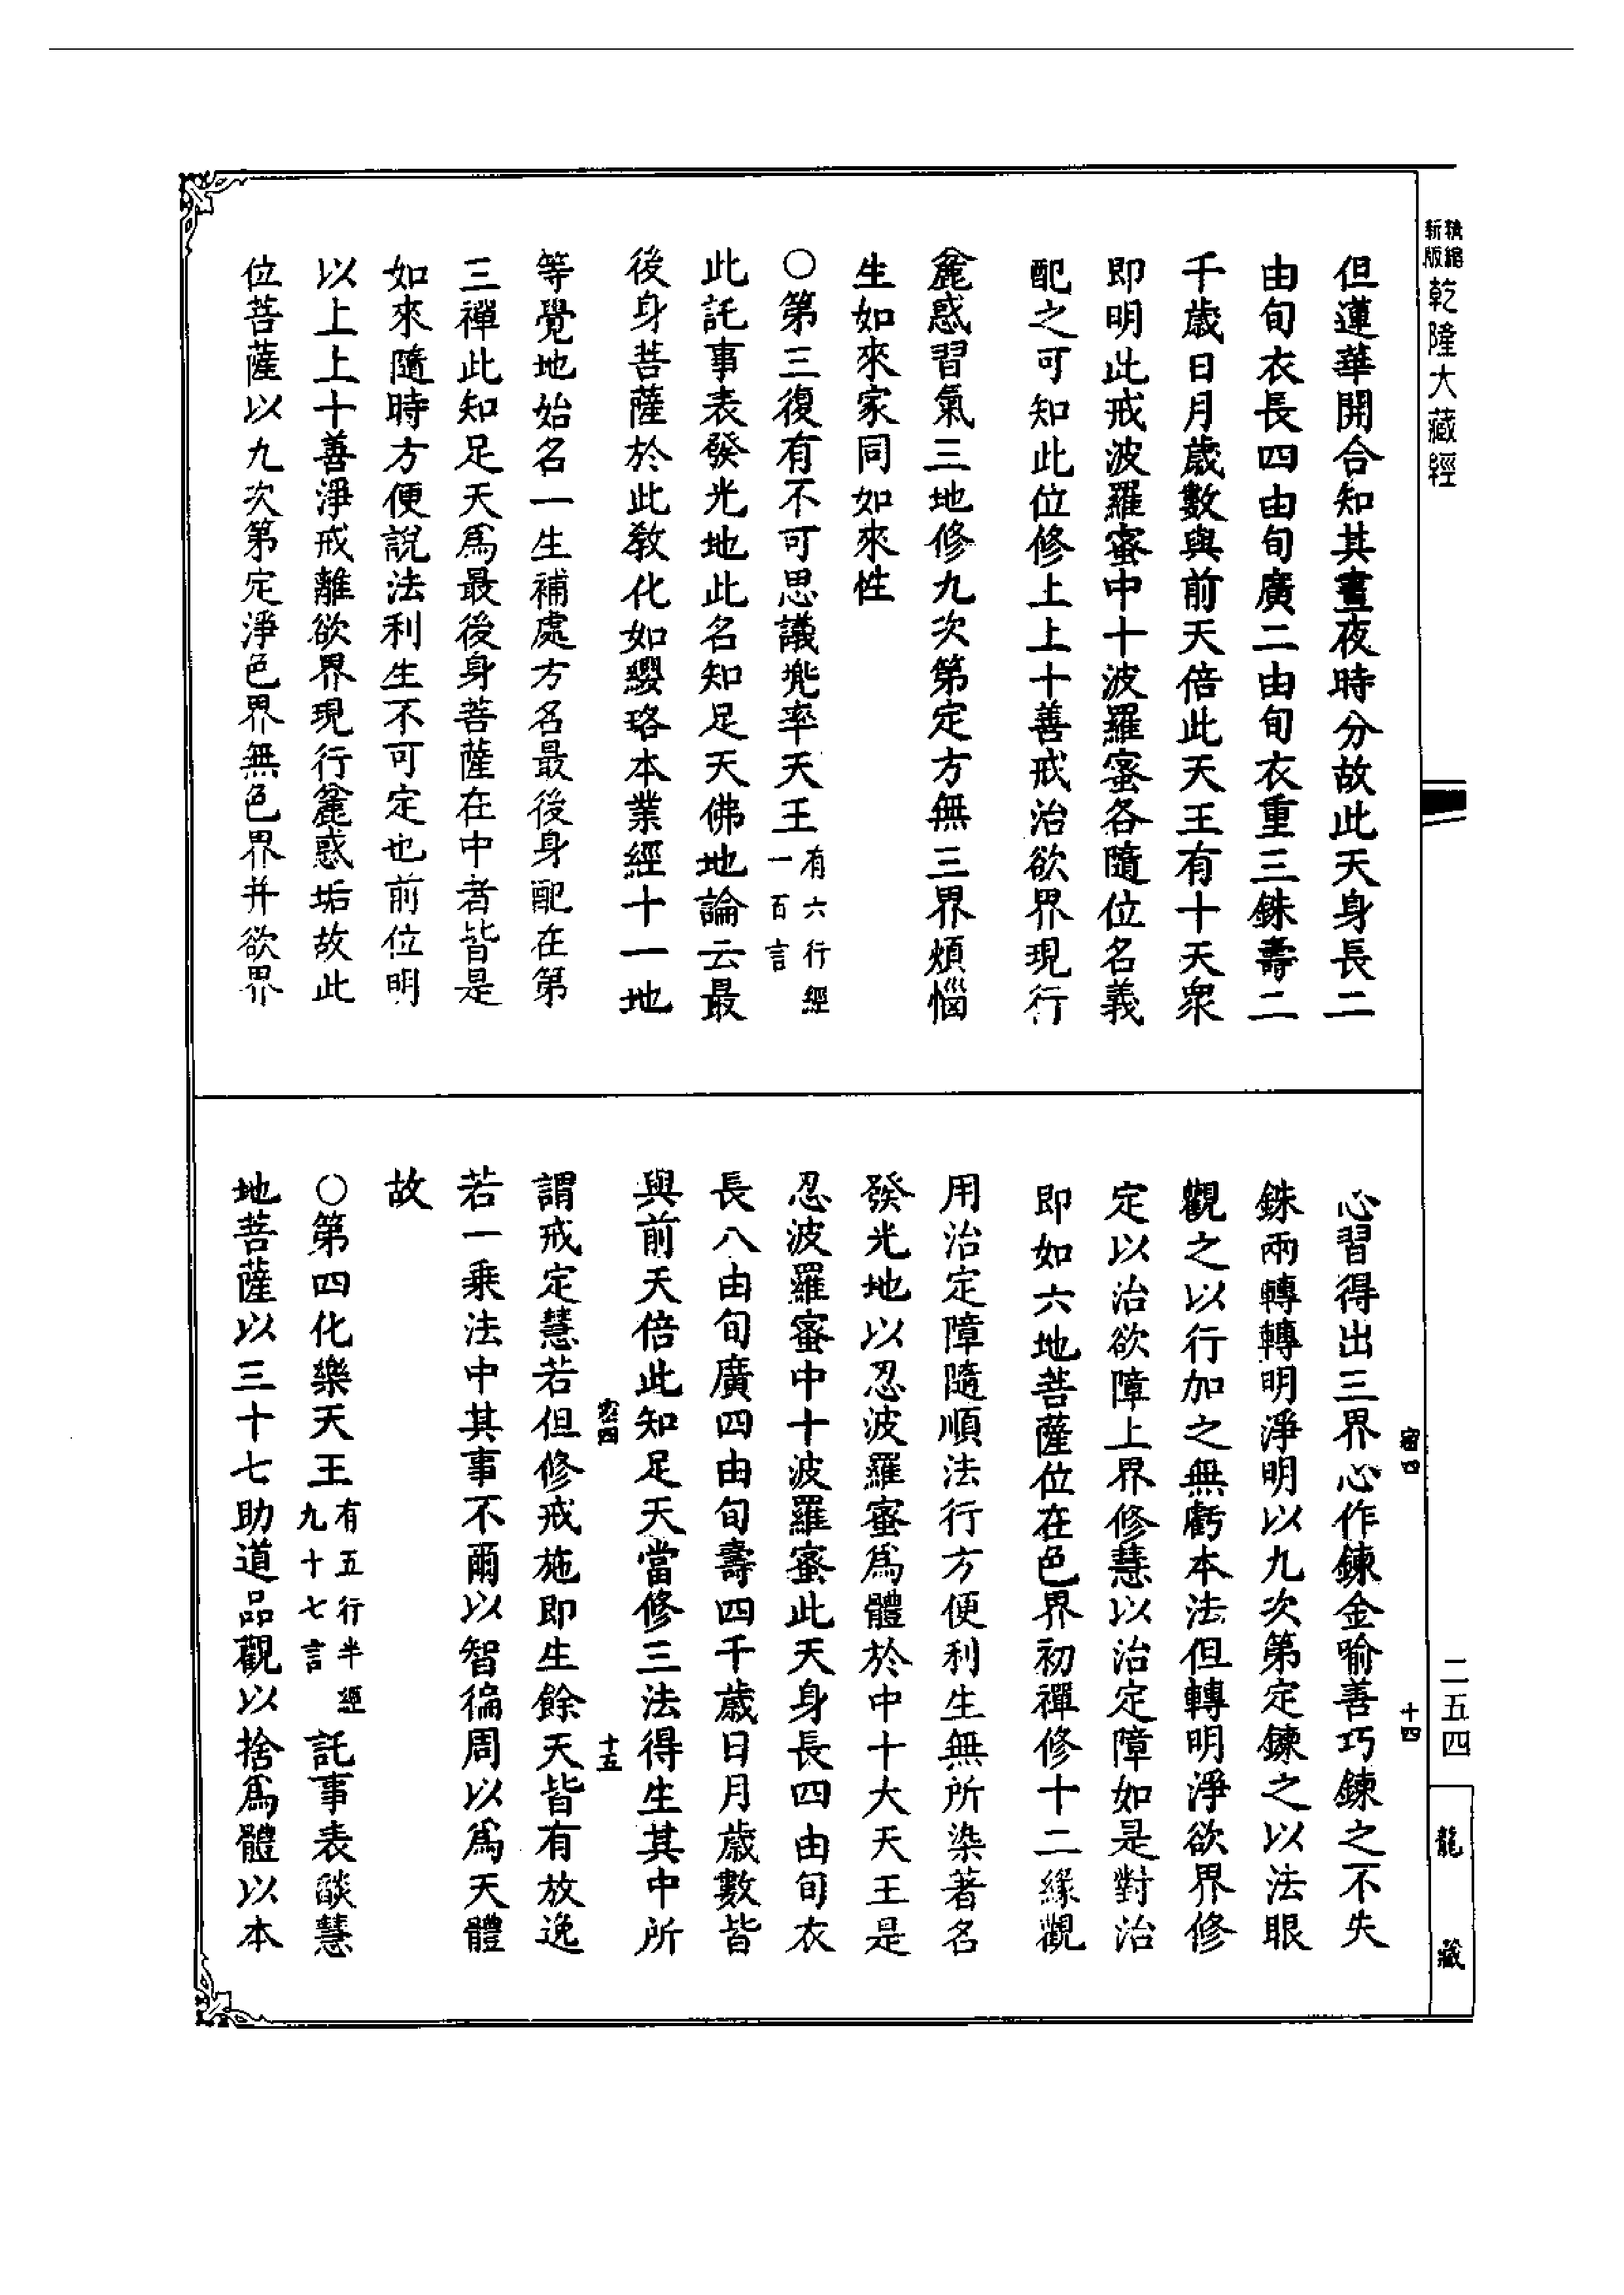 精縮
新版
乾隆大藏經
但蓮華開合知其晝夜時分故此天身長二
由旬衣長四由旬廣二由旬衣重三銖壽二
千歲日月歲數與前天倍此天王有十天衆
即明此戒波羅蜜中十波羅蜜各隨位名義
配之可知此位修上上十善戒治欲界現行
麁惑習氣三地修九次第定方無三界煩惱
生如來家同如來性
○第三復有不可思議兠率天王有六行經
一百言
此託事表發光地此名知足天佛地論云最
後身菩薩於此教化如纓珞本業經十一地
等覺地始名一生補處方名最後身配在第
三禪此知足天爲最後身菩薩在中者皆是
如來隨時方便說法利生不可定也前位明
以上上十善淨戒離欲界現行麁惑垢故此
位菩薩以九次第定淨色界無色界并欲界
密四
十四
心習得出三界心作鍊金喻善巧鍊之不失
銖兩轉轉明淨明以九次第定鍊之以法眼
觀之以行加之無虧本法但轉明淨欲界修
定以治欲障上界修慧以治定障如是對治
即如六地菩薩位在色界初禪修十二緣觀
用治定障隨順法行方便利生無所染著名
發光地以忍波羅蜜爲體於中十大天王是
忍波羅蜜中十波羅蜜此天身長四由旬衣
長八由旬廣四由旬壽四千歲日月歲數皆
與前天倍此知足天當修三法得生其中所
密四
十五
謂戒定慧若但修戒施即生餘天皆有放逸
若一乘法中其事不爾以智徧周以爲天體
故
○第四化樂天王有五行半經
九十七言
託事表𦦨慧
地菩薩以三十七助道品觀以捨爲體以本
二五四
龍藏